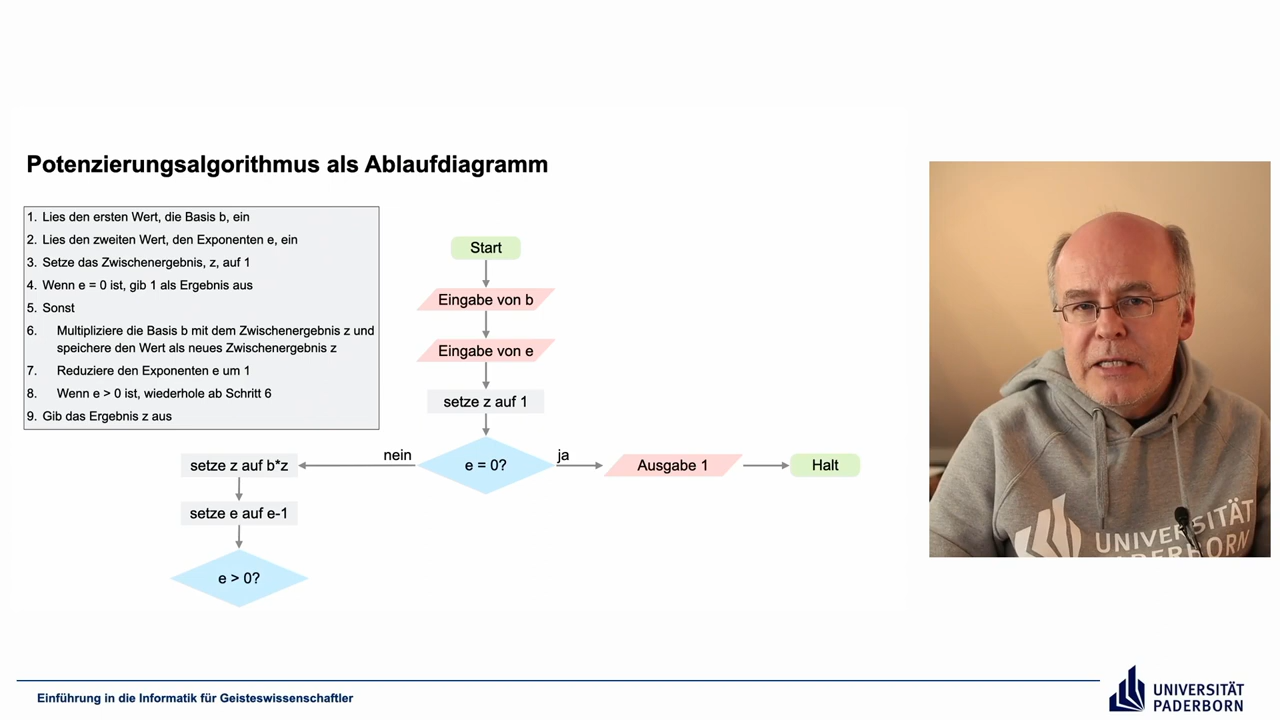 Potenzierungsalgorithmus als Ablaufdiagramm
1. Lies den ersten Wert, die Basis b, ein
2. Lies den zweiten Wert, den Exponenten e, ein
3. Setze das Zwischenergebnis, z, auf 1
4. Wenn e = 0 ist, gib 1 als Ergebnis aus
5. Sonst
6. Multipliziere die Basis b mit dem Zwischenergebnis z und
speichere den Wert als neues Zwischenergebnis z
7. Reduziere den Exponenten e um 1
8. Wenn e > 0 ist, wiederhole ab Schritt 6
9. Gib das Ergebnis z aus
Start
Eingabe von b
Eingabe von e
setze z auf 1
e = 0?
ja
Ausgabe 1
Halt
nein
setze z auf b*z
setze e auf e-1
e > 0?
UNIVERSITÄT
PADERBORN
Einführung in die Informatik für Geisteswissenschaftler
UNIVERSITÄT
PADERBORN